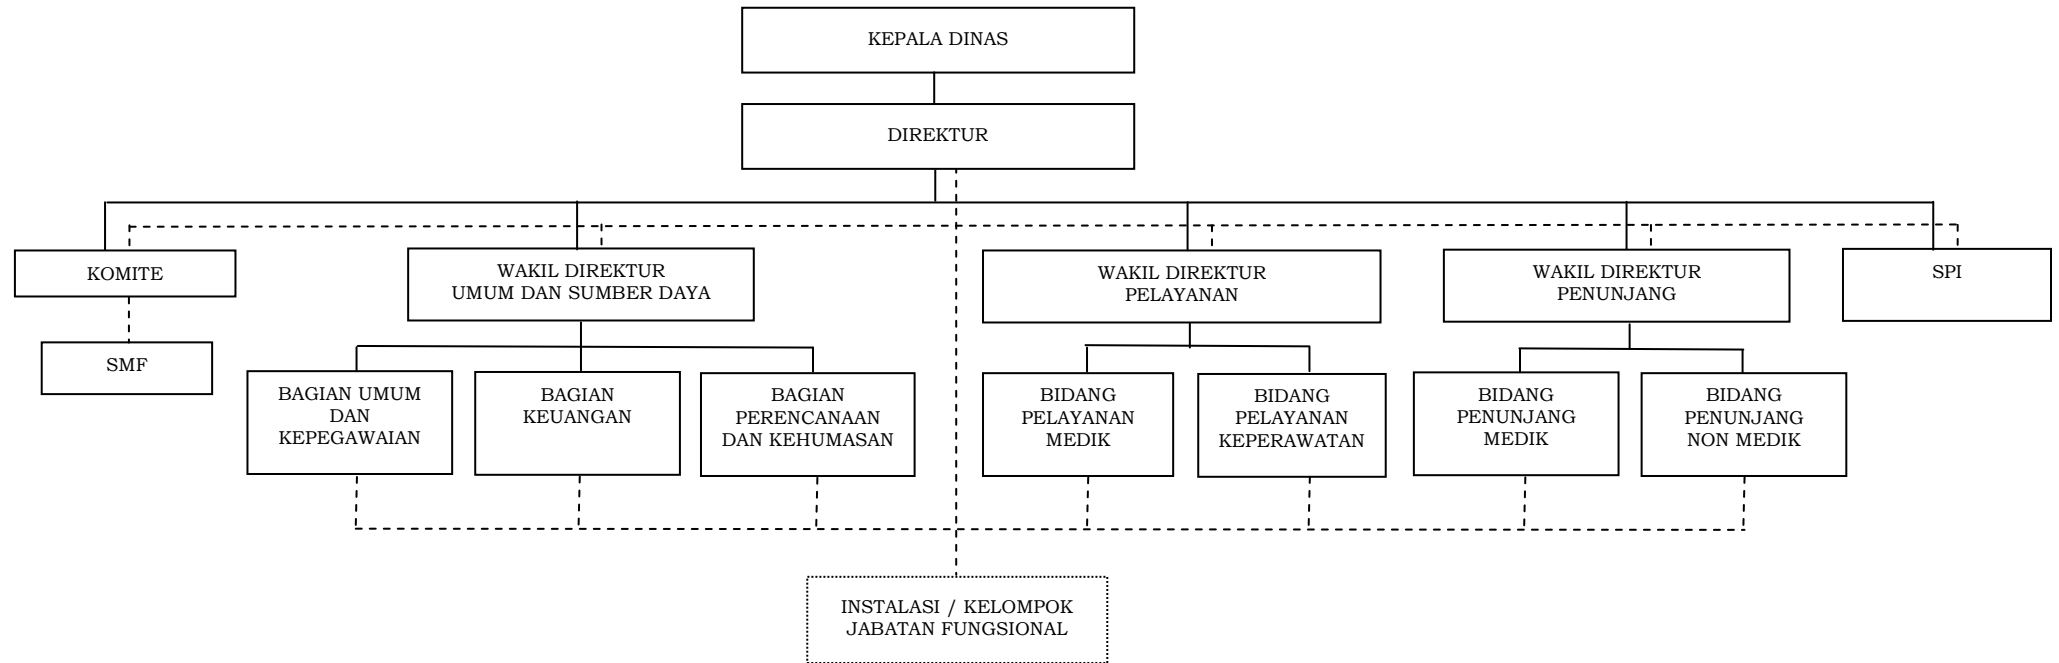 KEPALA DINAS
DIREKTUR
KOMITE
WAKIL DIREKTUR
UMUM DAN SUMBER DAYA
WAKIL DIREKTUR
PELAYANAN
WAKIL DIREKTUR
PENUNJANG
SPI
SMF
BAGIAN UMUM
DAN
KEPEGAWAIAN
BAGIAN
KEUANGAN
BAGIAN
PERENCANAAN
DAN KEHUMASAN
BIDANG
PELAYANAN
MEDIK
BIDANG
PELAYANAN
KEPERAWATAN
BIDANG
PENUNJANG
MEDIK
BIDANG
PENUNJANG
NON MEDIK
INSTALASI / KELOMPOK
JABATAN FUNGSIONAL